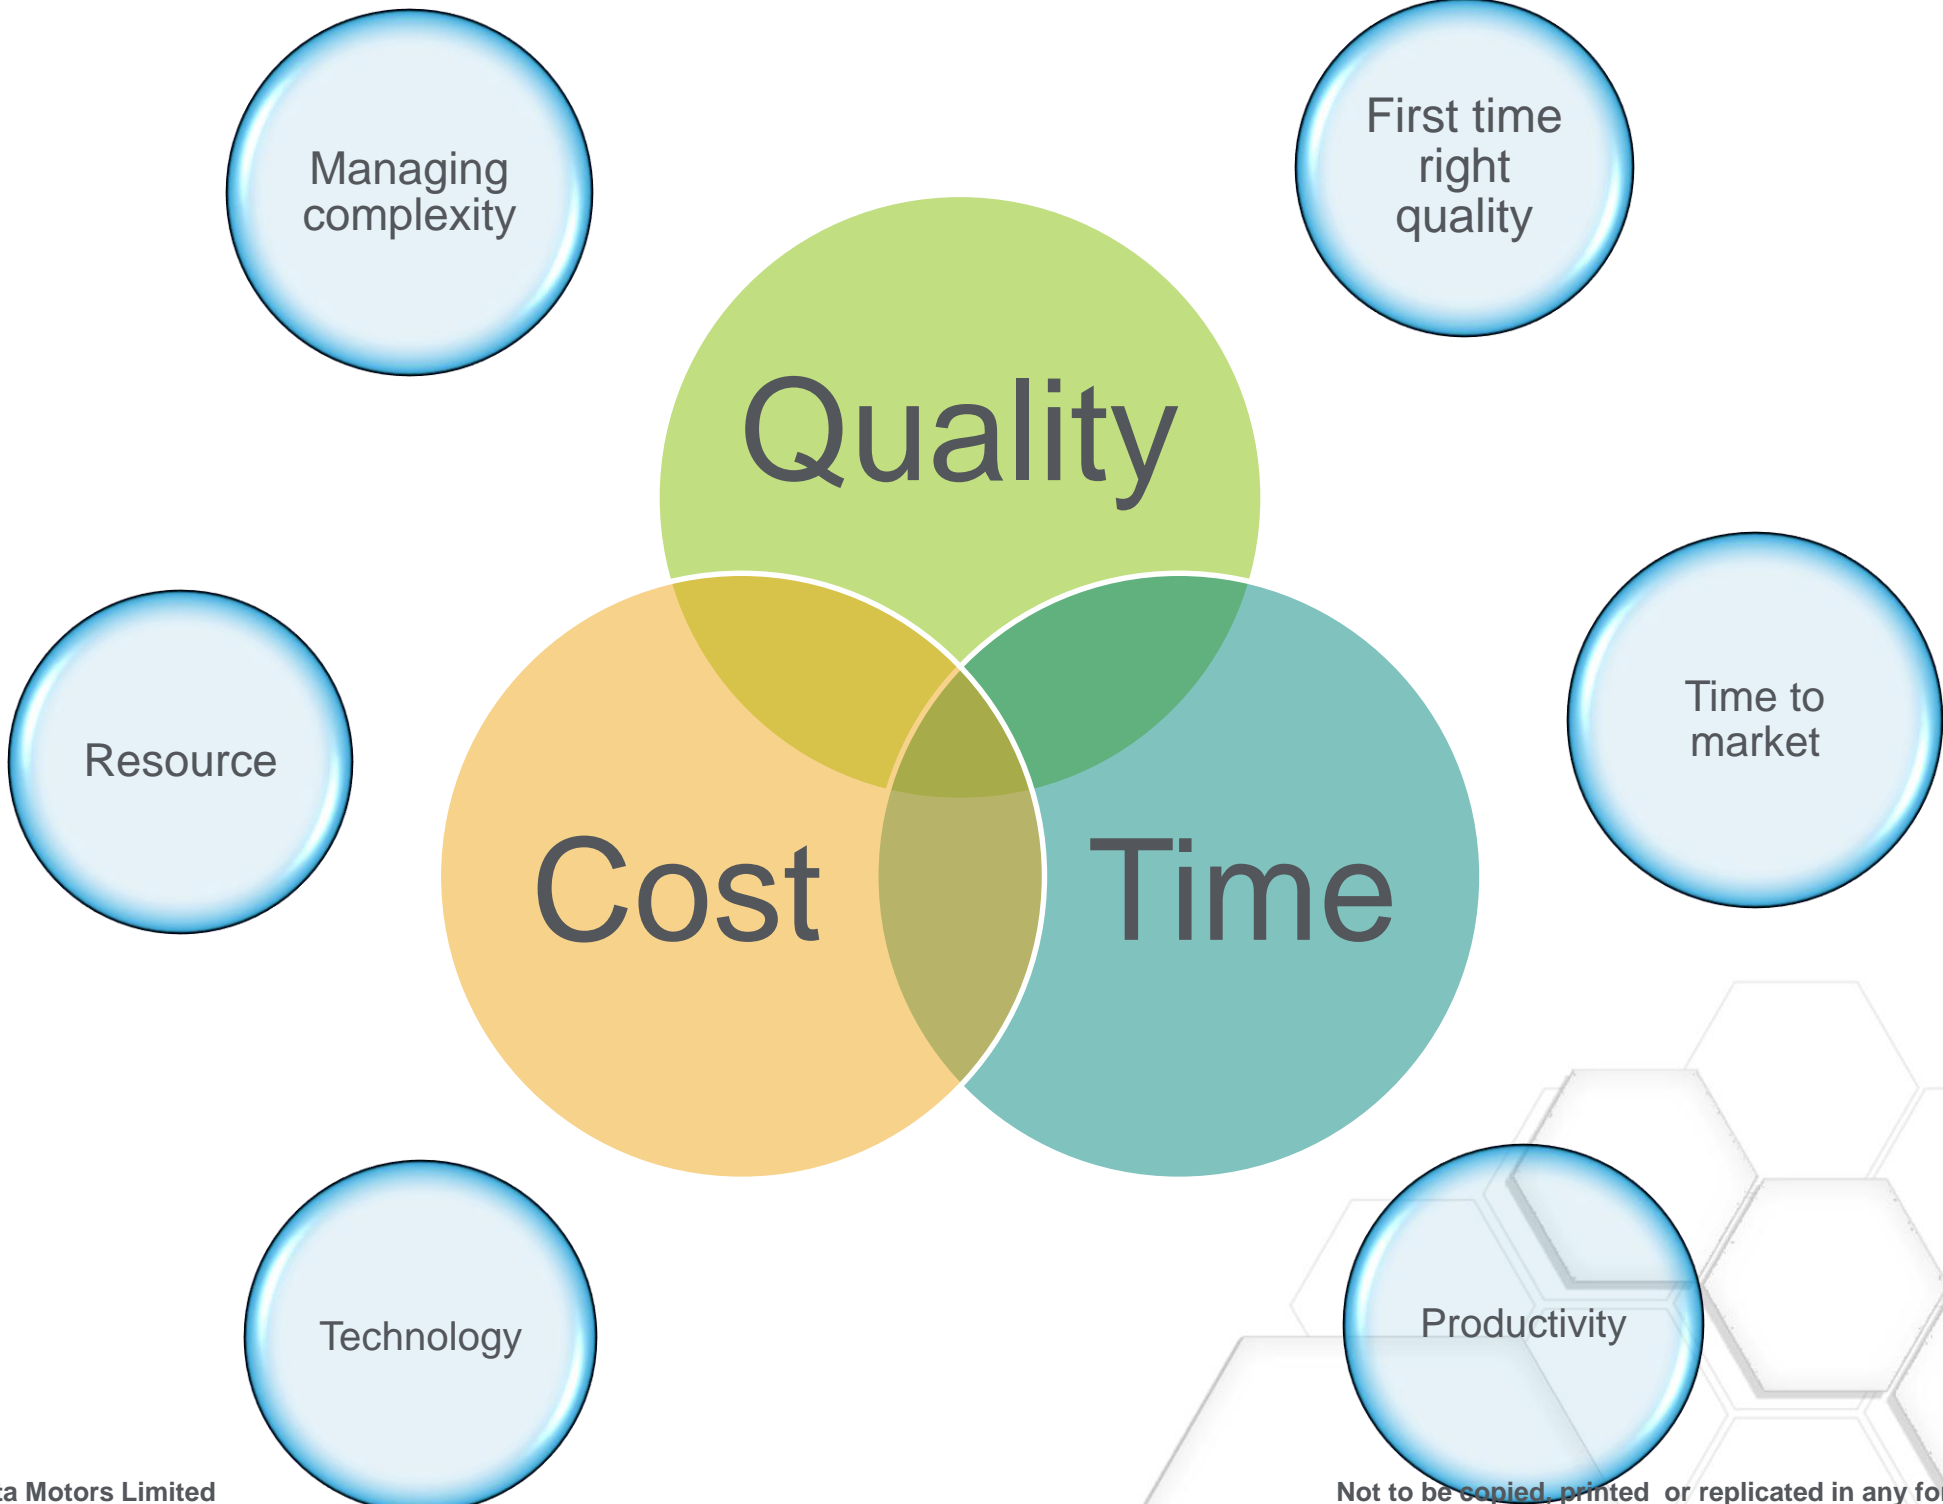 Managing
complexity
First time
right
quality
Quality
Resource
Time to
market
Cost
Time
Technology
Productivity
Motors Limited
Not to be copied, printed or replicated in any